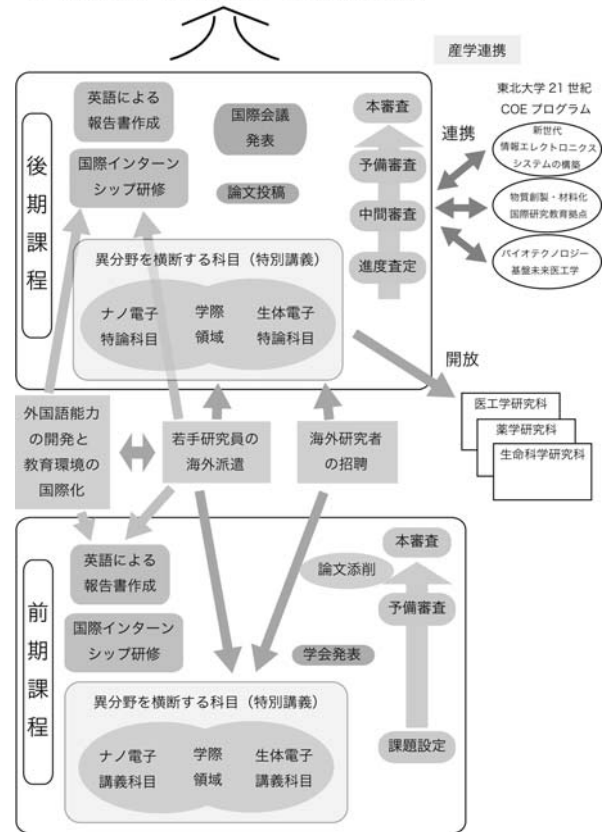 産学連携
英語による
報告書作成
国際会議
発表
本審査
東北大学 21 世紀
COE プログラム
連携
新世代
情報エレクトロニクス
システムの構築
後期課程
国際インターン
シップ研修
論文投稿
予備審査
中間審査
物質創製・材料化
国際研究教育拠点
進度査定
バイオテクノロジー
基盤未来医工学
異分野を横断する科目（特別講義）
ナノ電子
特論科目
学際
領域
生体電子
特論科目
開放
医工学研究科
薬学研究科
生命科学研究科
外国語能力
の開発と
教育環境の
国際化
若手研究員の
海外派遣
海外研究者
の招聘
前期課程
英語による
報告書作成
国際インターン
シップ研修
論文添削
本審査
予備審査
学会発表
課題設定
異分野を横断する科目（特別講義）
ナノ電子
講義科目
学際
領域
生体電子
講義科目